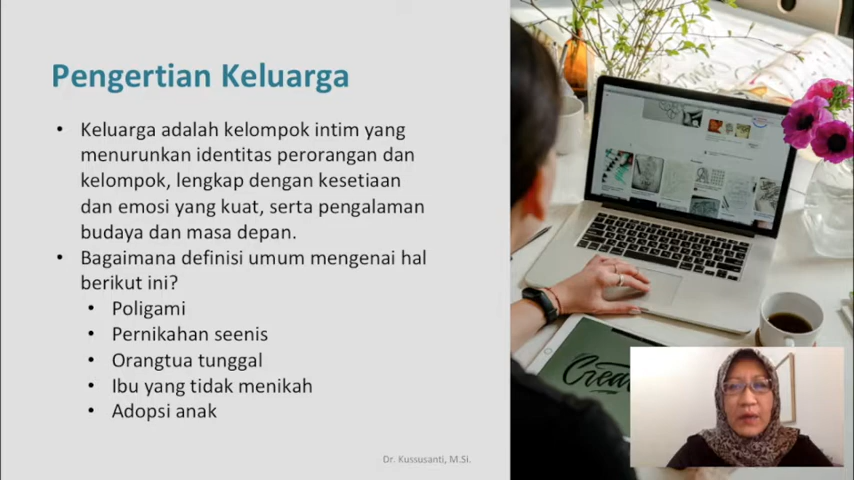 Pengertian Keluarga
• Keluarga adalah kelompok intim yang
menurunkan identitas perorangan dan
kelompok, lengkap dengan kesetiaan
dan emosi yang kuat, serta pengalaman
budaya dan masa depan.
• Bagaimana definisi umum mengenai hal
berikut ini?
• Poligami
• Pernikahan seenis
• Orangtua tunggal
• Ibu yang tidak menikah
• Adopsi anak
Dr. Kussusanti, M.Si.